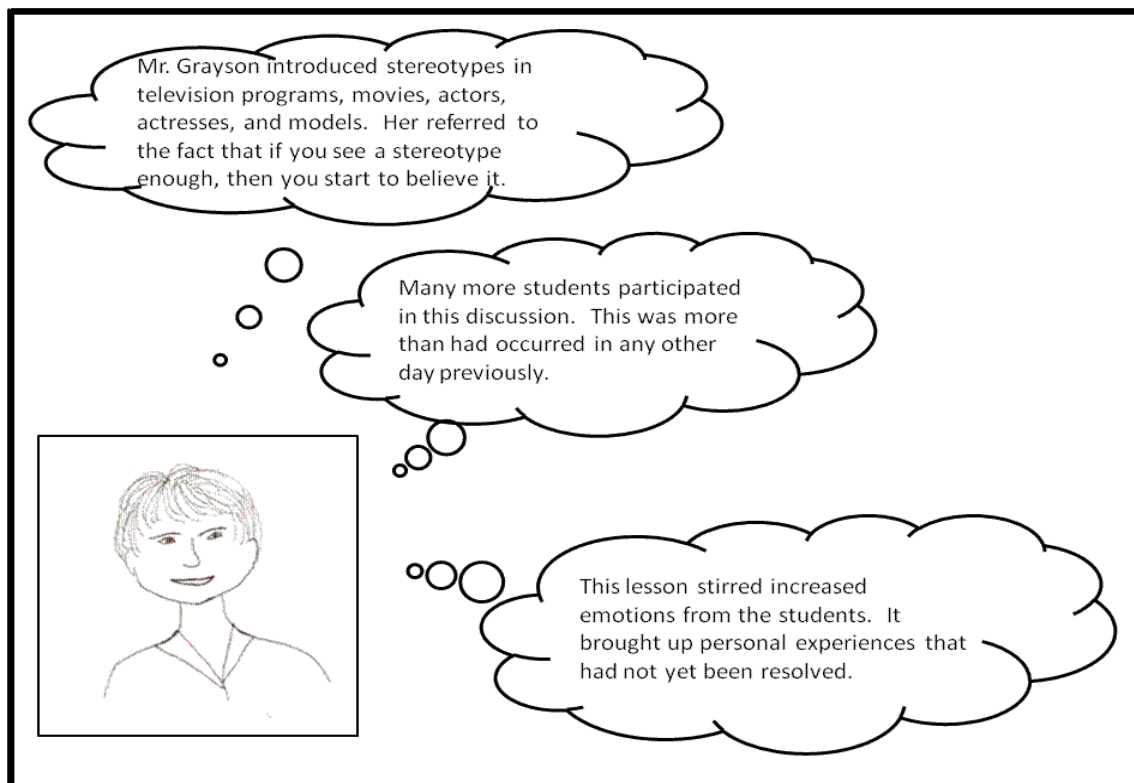 Mr. Grayson introduced stereotypes in
television programs, movies, actors,
actresses, and models.  Her referred to
the fact that if you see a stereotype
enough, then you start to believe it.
Many more students participated
in this discussion.  This was more
than had occurred in any other
day previously.
This lesson stirred increased
emotions from the students.  It
brought up personal experiences that
had not yet been resolved.